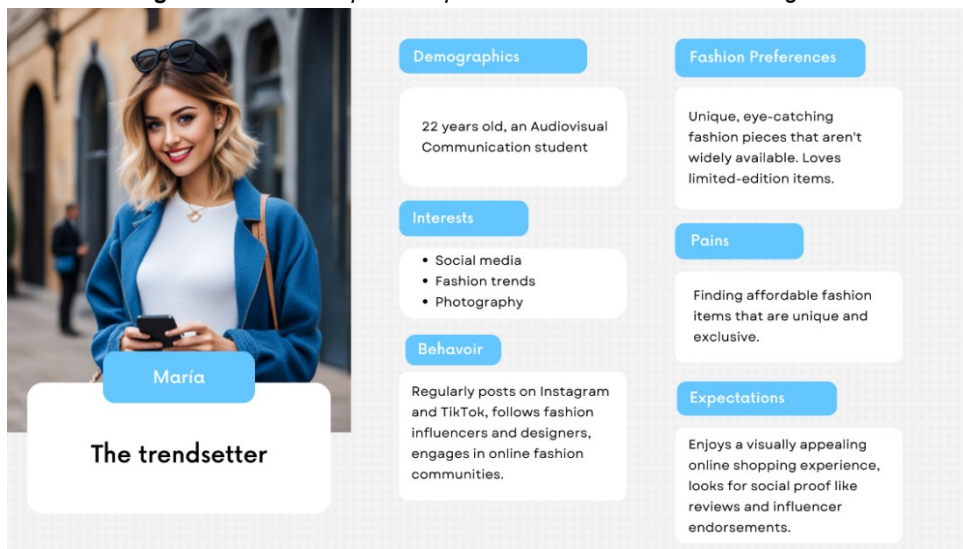 María
The trendsetter
Demographics
22 years old, an Audiovisual
Communication student
Interests
• Social media
• Fashion trends
• Photography
Behavoir
Regularly posts on Instagram
and TikTok, follows fashion
influencers and designers,
engages in online fashion
communities.
Fashion Preferences
Unique, eye-catching
fashion pieces that aren't
widely available. Loves
limited-edition items.
Pains
Finding affordable fashion
items that are unique and
exclusive.
Expectations
Enjoys a visually appealing
online shopping experience,
looks for social proof like
reviews and influencer
endorsements.